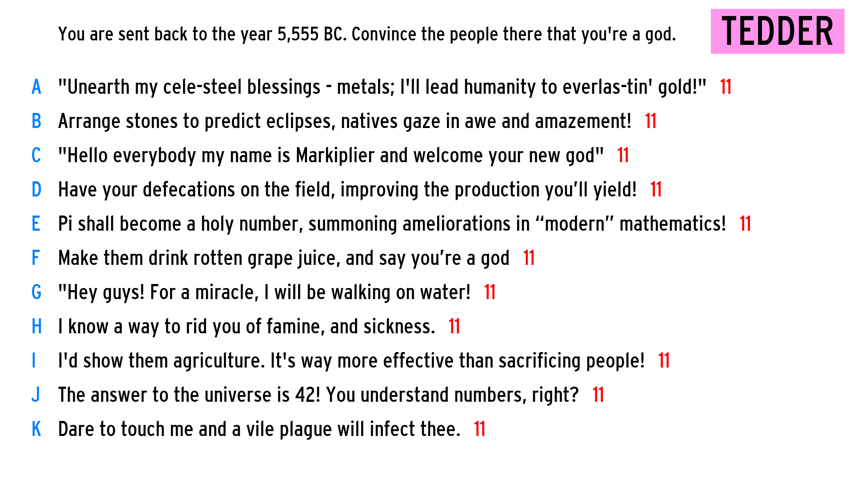 You are sent back to the year 5,555 BC. Convince the people there that you're a god.
TEDDER
A "Unearth my cele-steel blessings - metals; I'll lead humanity to everlas-tin' gold!" 11
B Arrange stones to predict eclipses, natives gaze in awe and amazement! 11
C "Hello everybody my name is Markiplier and welcome your new god" 11
D Have your defecations on the field, improving the production you’ll yield! 11
E Pi shall become a holy number, summoning ameliorations in “modern” mathematics! 11
F Make them drink rotten grape juice, and say you’re a god 11
G "Hey guys! For a miracle, I will be walking on water! 11
H I know a way to rid you of famine, and sickness. 11
I I'd show them agriculture. It's way more effective than sacrificing people! 11
J The answer to the universe is 42! You understand numbers, right? 11
K Dare to touch me and a vile plague will infect thee. 11